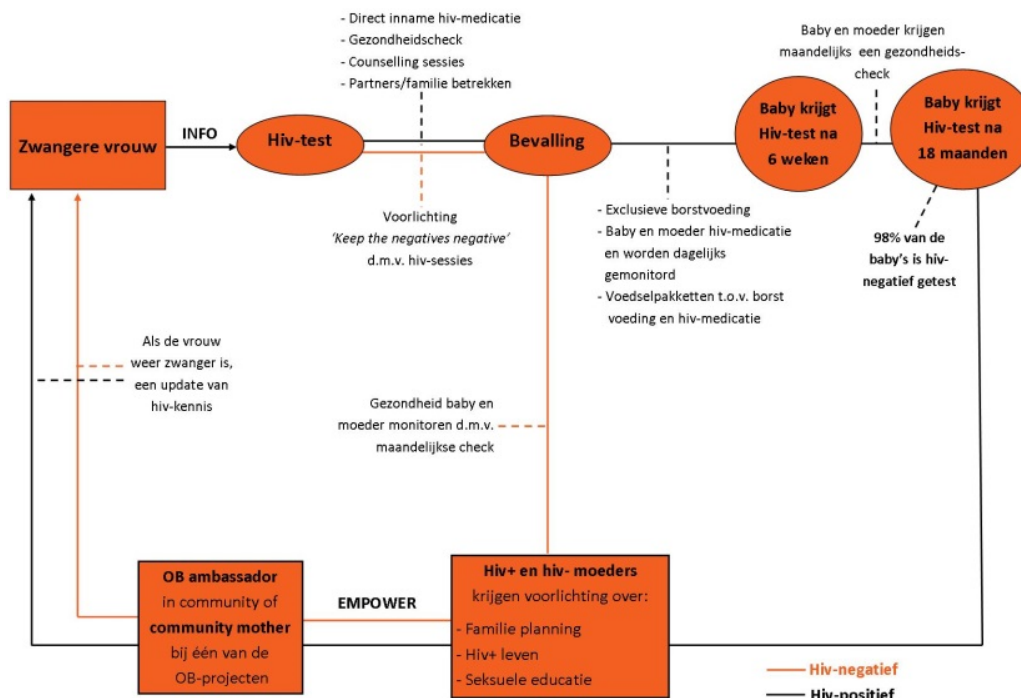 - Direct inname hiv-medicatie
- Gezondheidscheck
- Counselling sessies
- Partners/familie betrekken
Baby en moeder krijgen
maandelijks een gezondheids-
check
Zwangere vrouw
INFO
Hiv-test
Bevalling
Baby krijgt
Hiv-test na
6 weken
Baby krijgt
Hiv-test na
18 maanden
Voorlichting
'Keep the negatives negative'
d.m.v. hiv-sessies
- Exclusieve borstvoeding
- Baby en moeder hiv-medicatie
en worden dagelijks
gemonitord
- Voedselpakketten t.o.v. borst
voeding en hiv-medicatie
98% van de
baby's is hiv-
negatief getest
Als de vrouw
weer zwanger is,
een update van
hiv-kennis
Gezondheid baby en
moeder monitoren d.m.v.
maandelijkse check
OB ambassador
in community of
community mother
bij één van de
OB-projecten
EMPOWER
Hiv+ en hiv- moeders
krijgen voorlichting over:
- Familie planning
- Hiv+ leven
- Seksuele educatie
Hiv-negatief
Hiv-positief